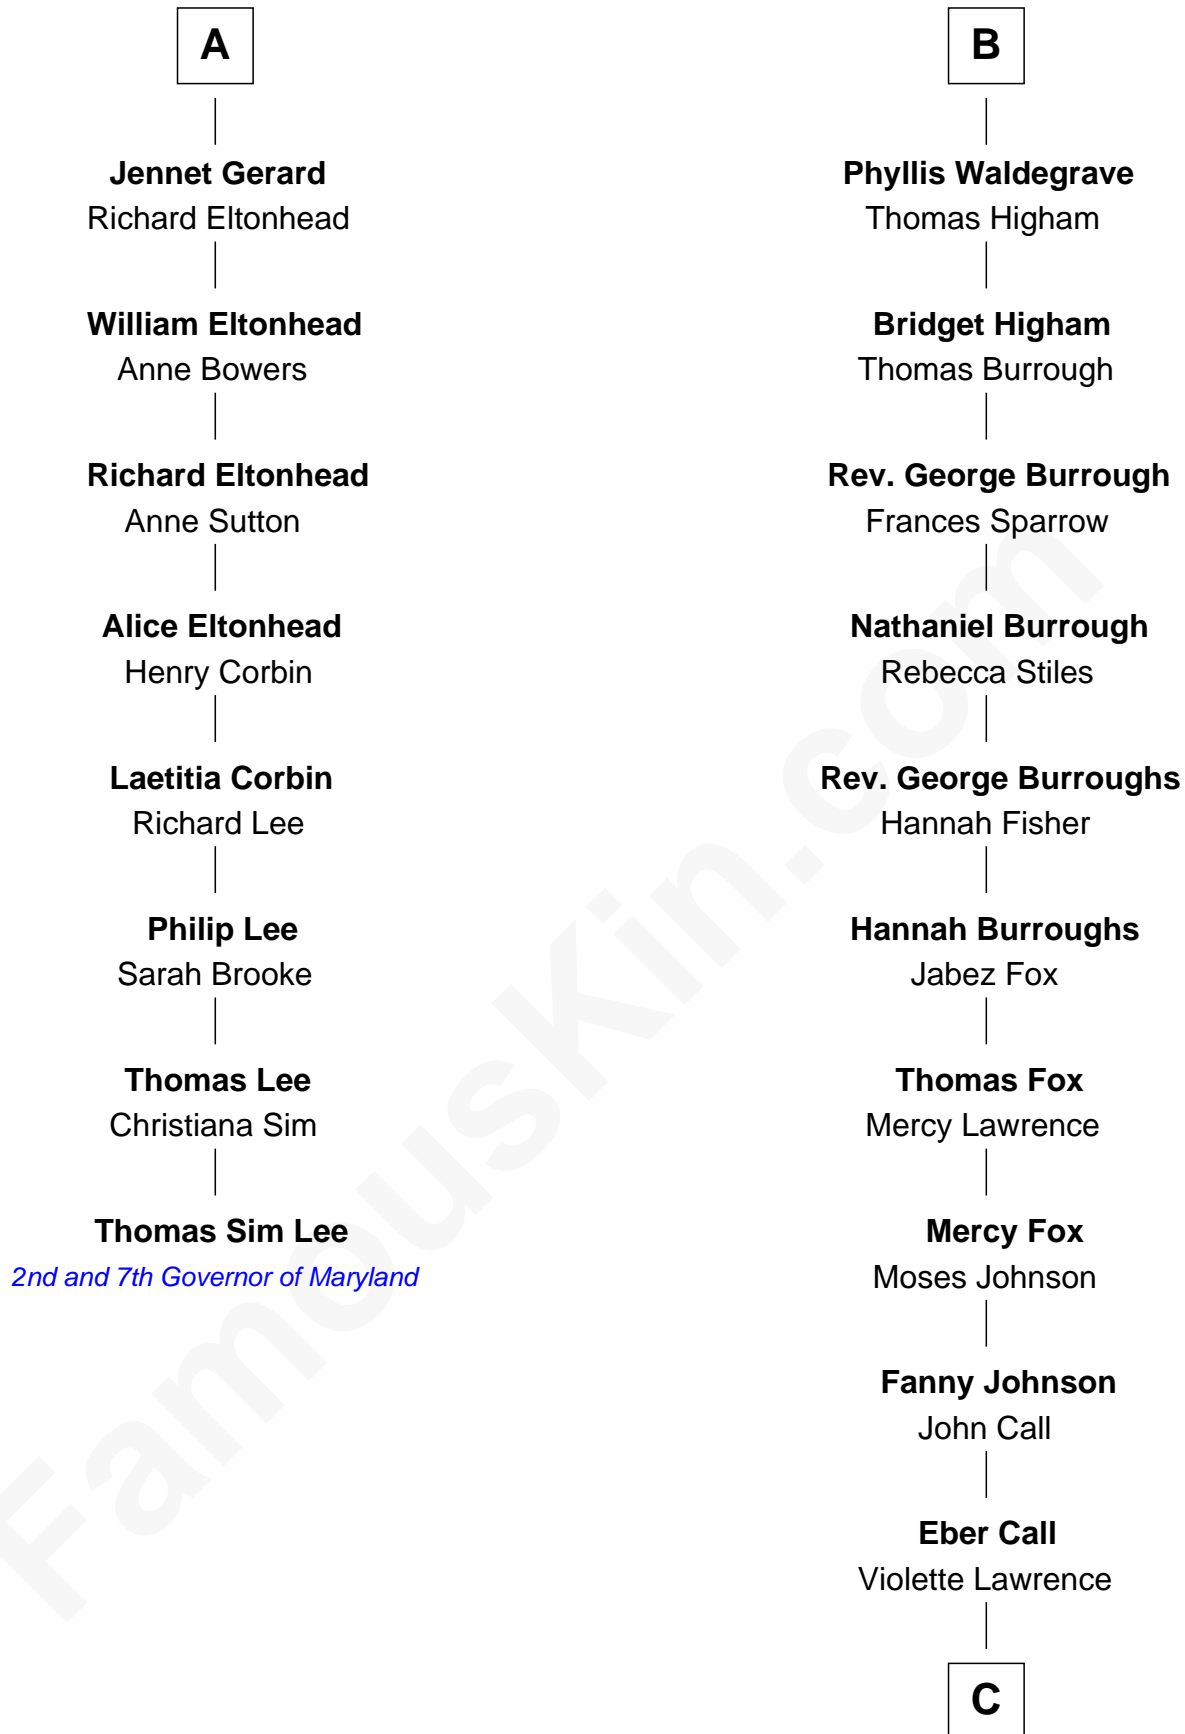 A
Jennet Gerard
Richard Eltonhead
William Eltonhead
Anne Bowers
Richard Eltonhead
Anne Sutton
Alice Eltonhead
Henry Corbin
Laetitia Corbin
Richard Lee
Philip Lee
Sarah Brooke
Thomas Lee
Christiana Sim
Thomas Sim Lee
2nd and 7th Governor of Maryland
B
Phyllis Waldegrave
Thomas Higham
Bridget Higham
Thomas Burrough
Rev. George Burrough
Frances Sparrow
Nathaniel Burrough
Rebecca Stiles
Rev. George Burroughs
Hannah Fisher
Hannah Burroughs
Jabez Fox
Thomas Fox
Mercy Lawrence
Mercy Fox
Moses Johnson
Fanny Johnson
John Call
Eber Call
Violette Lawrence
C
FamousKin.com